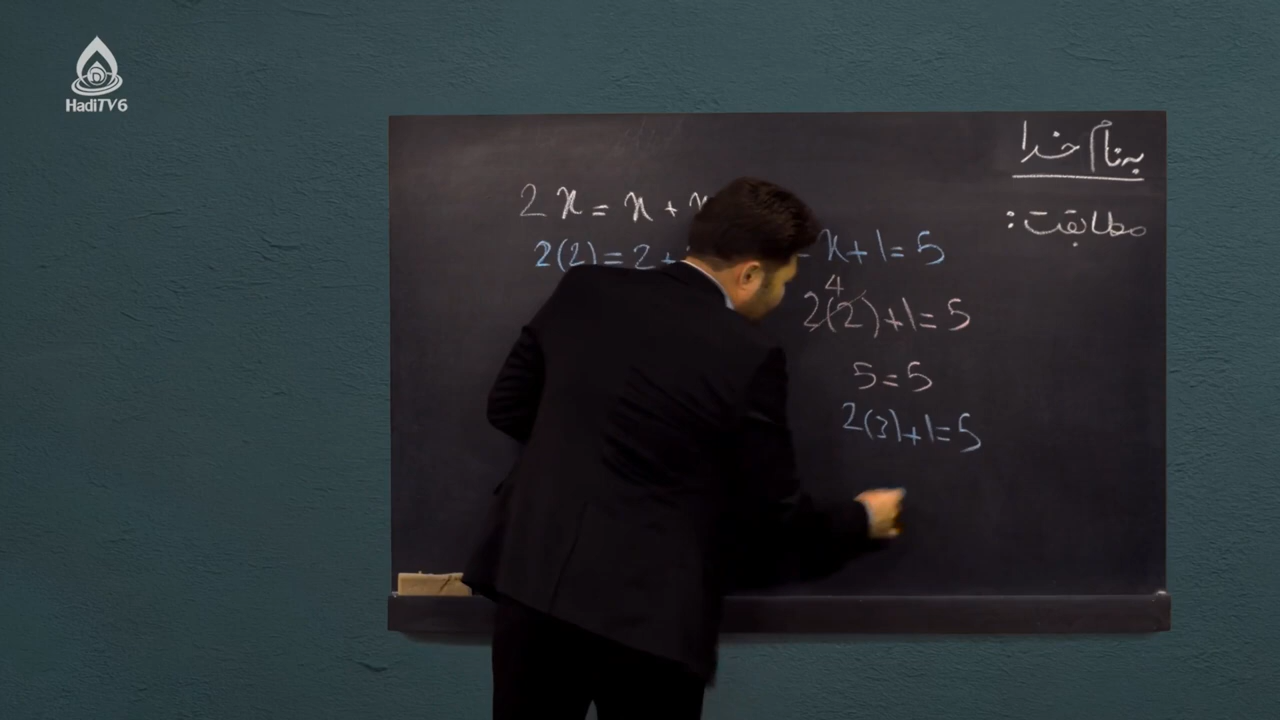 HadiTV6
به نام خدا
مطابقت:
2x = x +
2(2) = 2 +
x + 1 = 5
4
2(2) + 1 = 5
5 = 5
2(3) + 1 = 5